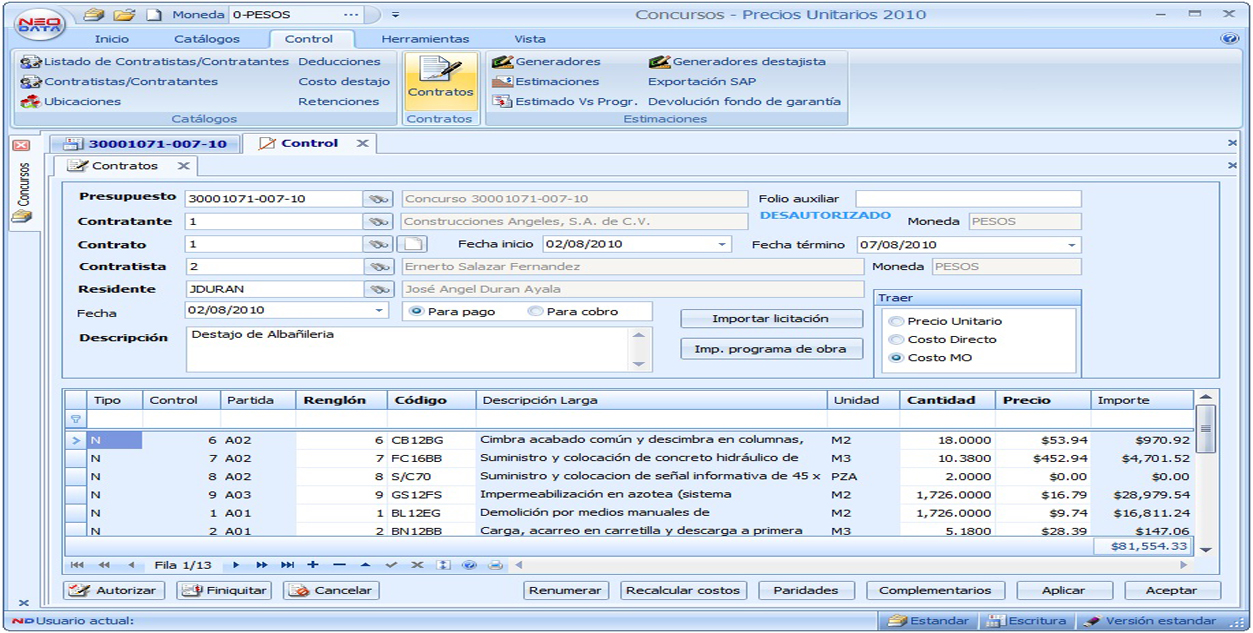 NEO DATA Moneda 0-PESOS ... Concursos - Precios Unitarios 2010
Inicio Catálogos Control Herramientas Vista
Listado de Contratistas/Contratantes Deducciones Generadores Generadores destajista
Contratistas/Contratantes Costo destajo Contratos Estimaciones Exportación SAP
Ubicaciones Retenciones Estimado Vs Progr. Devolución fondo de garantía
Catálogos Contratos Estimaciones
30001071-007-10 Control
Concursos
Contratos
Presupuesto 30001071-007-10 Concurso 30001071-007-10 Folio auxiliar
Contratante 1 Construcciones Angeles, S.A. de C.V. DESAUTORIZADO Moneda PESOS
Contrato 1 Fecha inicio 02/08/2010 Fecha término 07/08/2010
Contratista 2 Ernerto Salazar Fernandez Moneda PESOS
Residente JDURAN José Angel Duran Ayala
Fecha 02/08/2010 Para pago Para cobro
Descripción Destajo de Albañileria
Importar licitación
Imp. programa de obra
Traer
Precio Unitario
Costo Directo
Costo MO
Tipo Control Partida Renglón Código Descripción Larga Unidad Cantidad Precio Importe
N 6 A02 6 CB12BG Cimbra acabado común y descimbra en columnas, M2 18.0000 $53.94 $970.92
N 7 A02 7 FC16BB Suministro y colocación de concreto hidráulico de M3 10.3800 $452.94 $4,701.52
N 8 A02 8 S/C70 Suministro y colocacion de señal informativa de 45 x PZA 2.0000 $0.00 $0.00
N 9 A03 9 GS12FS Impermeabilización en azotea (sistema M2 1,726.0000 $16.79 $28,979.54
N 1 A01 1 BL12EG Demolición por medios manuales de M2 1,726.0000 $9.74 $16,811.24
N 2 A01 2 BN12BB Carga, acarreo en carretilla y descarga a primera M3 5.1800 $28.39 $147.06
$81,554.33
Fila 1/13
Autorizar Finiquitar Cancelar Renumerar Recalcular costos Paridades Complementarios Aplicar Aceptar
ND Usuario actual: Estandar Escritura Versión estandar